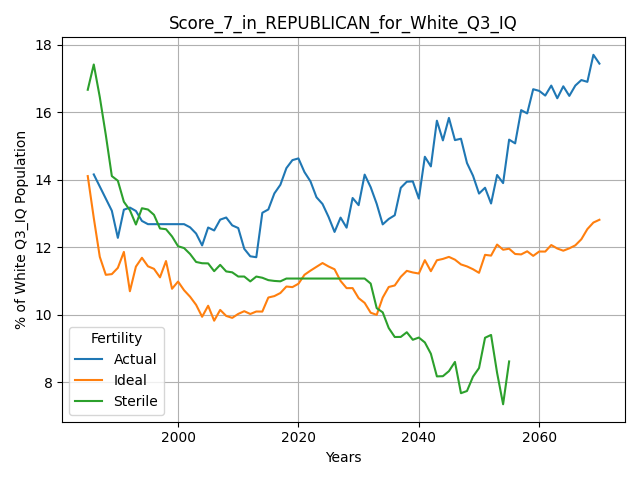 Score_7_in_REPUBLICAN_for_White_Q3_IQ
% of White Q3_IQ Population
18
16
14
12
10
8
Fertility
Actual
Ideal
Sterile
2000
2020
2040
2060
Years